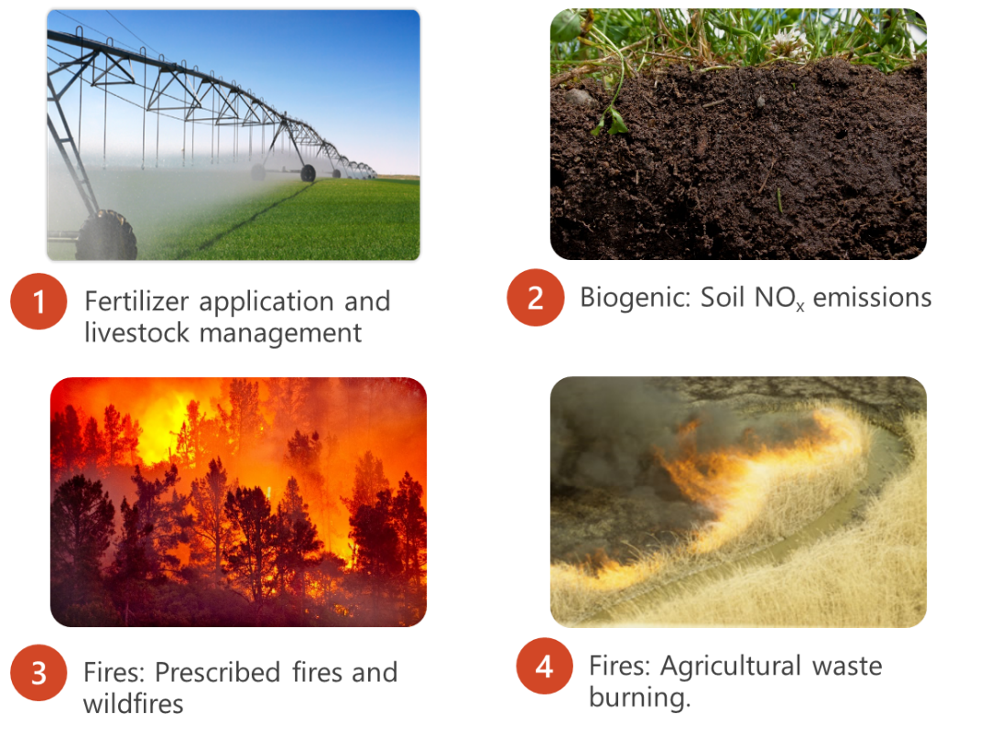 1
Fertilizer application and
livestock management
2
Biogenic: Soil NOₓ emissions
3
Fires: Prescribed fires and
wildfires
4
Fires: Agricultural waste
burning.